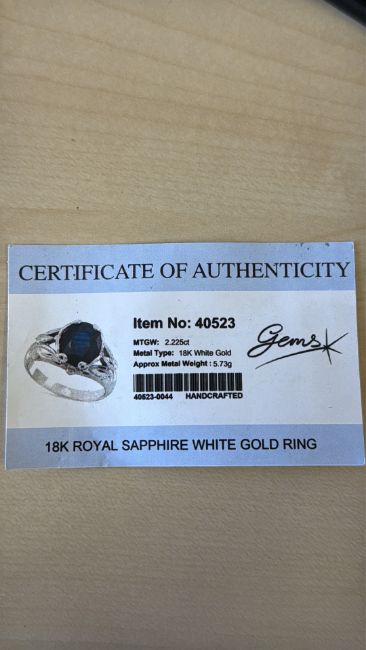 CERTIFICATE OF AUTHENTICITY
Item No: 40523
MTGW: 2.225ct
Metal Type: 18K White Gold
Approx Metal Weight : 5.73g
Gems
40523-0044 HANDCRAFTED
18K ROYAL SAPPHIRE WHITE GOLD RING